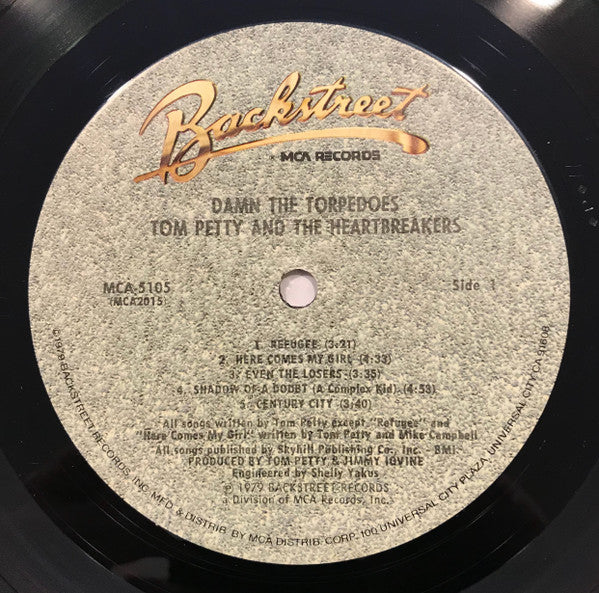 Backstreet
MCA RECORDS
DAMN THE TORPEDOES
TOM PETTY AND THE HEARTBREAKERS
MCA-5105
(MCA2015)
Side 1
1. REFUGEE (3:21)
2. HERE COMES MY GIRL (4:33)
3. EVEN THE LOSERS (3:35)
4. SHADOW OF A DOUBT (A Complex Kid) (4:53)
5. CENTURY CITY (3:40)
All songs written by Tom Petty except "Refugee" and
"Here Comes My Girl" written by Tom Petty and Mike Campbell
All songs published by Skyhill Publishing Co., Inc. BMI
PRODUCED BY TOM PETTY & JIMMY IOVINE
Engineered by Shelly Yakus
℗ 1979 BACKSTREET RECORDS
a Division of MCA Records, Inc.
©1979 BACKSTREET RECORDS, INC. MFD. & DISTRIB. BY MCA DISTRIB. CORP. 100 UNIVERSAL CITY PLAZA, UNIVERSAL CITY, CA. 91608